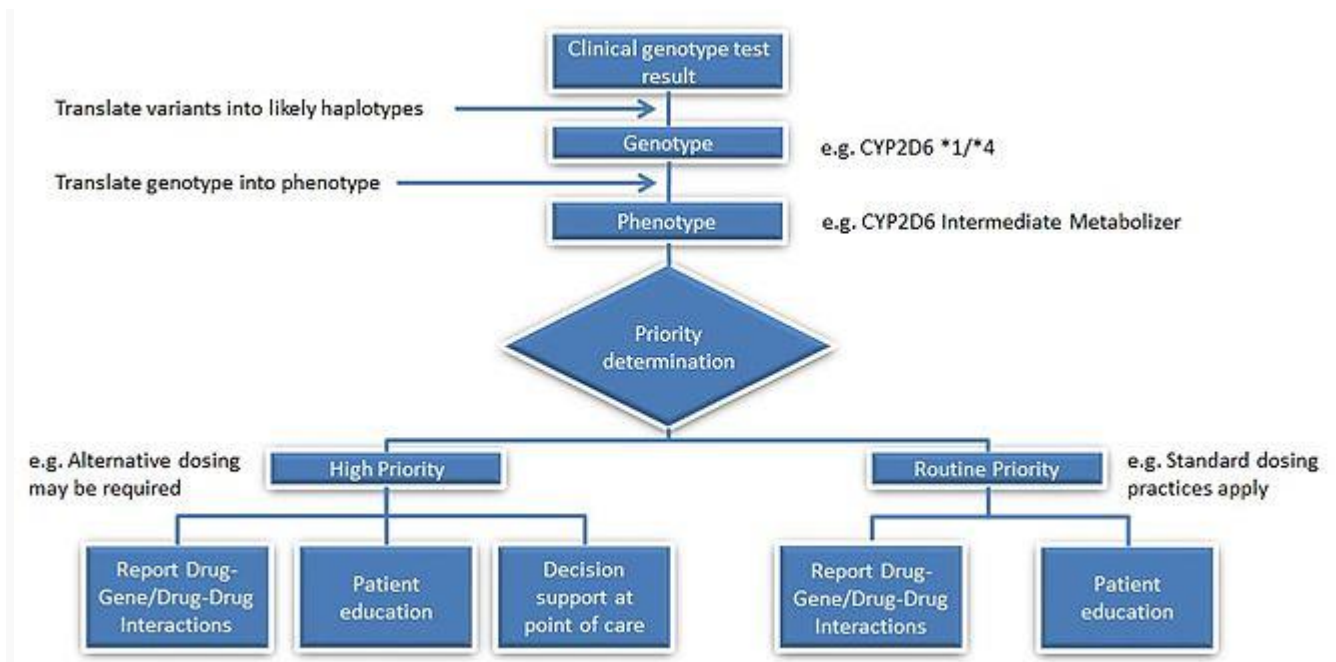 Clinical genotype test
result
Translate variants into likely haplotypes
Genotype
e.g. CYP2D6 *1/*4
Translate genotype into phenotype
Phenotype
e.g. CYP2D6 Intermediate Metabolizer
Priority
determination
e.g. Alternative dosing
may be required
High Priority
Routine Priority
e.g. Standard dosing
practices apply
Report Drug-
Gene/Drug-Drug
Interactions
Patient
education
Decision
support at
point of care
Report Drug-
Gene/Drug-Drug
Interactions
Patient
education